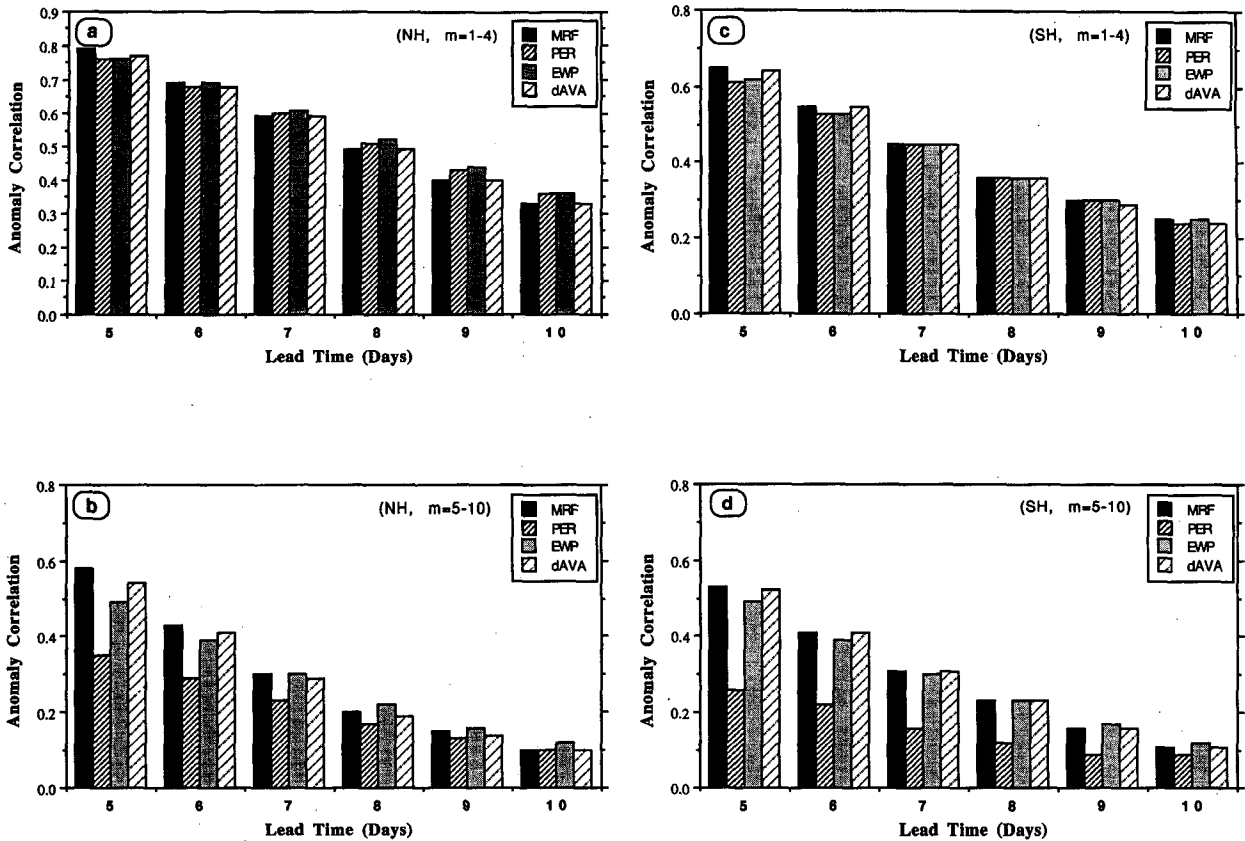 a
(NH, m=1-4)
MRF
PER
EWP
dAVA
Anomaly Correlation
0.9
0.8
0.7
0.6
0.5
0.4
0.3
0.2
0.1
0.0
5 6 7 8 9 10
Lead Time (Days)
c
(SH, m=1-4)
MRF
PER
EWP
dAVA
Anomaly Correlation
0.8
0.6
0.4
0.2
0.0
5 6 7 8 9 10
Lead Time (Days)
b
(NH, m=5-10)
MRF
PER
EWP
dAVA
Anomaly Correlation
0.8
0.6
0.4
0.2
0.0
5 6 7 8 9 10
Lead Time (Days)
d
(SH, m=5-10)
MRF
PER
EWP
dAVA
Anomaly Correlation
0.8
0.6
0.4
0.2
0.0
5 6 7 8 9 10
Lead Time (Days)